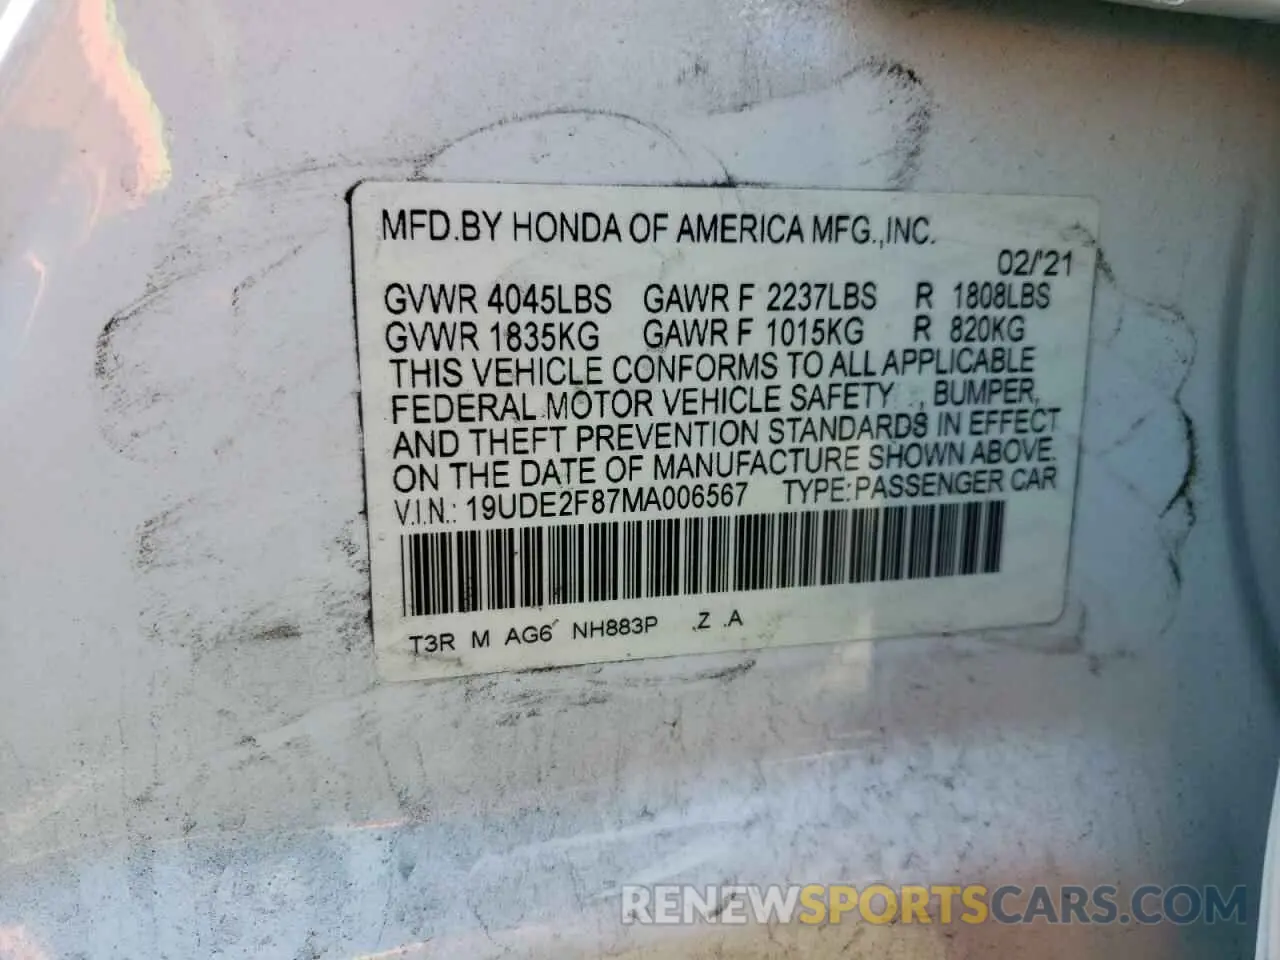 MFD.BY HONDA OF AMERICA MFG.,INC.
02/'21
GVWR 4045LBS GAWR F 2237LBS R 1808LBS
GVWR 1835KG GAWR F 1015KG R 820KG
THIS VEHICLE CONFORMS TO ALL APPLICABLE
FEDERAL MOTOR VEHICLE SAFETY , BUMPER,
AND THEFT PREVENTION STANDARDS IN EFFECT
ON THE DATE OF MANUFACTURE SHOWN ABOVE.
V.I.N.: 19UDE2F87MA006567 TYPE:PASSENGER CAR
T3R M AG6 NH883P .Z .A
RENEWSPORTSCARS.COM